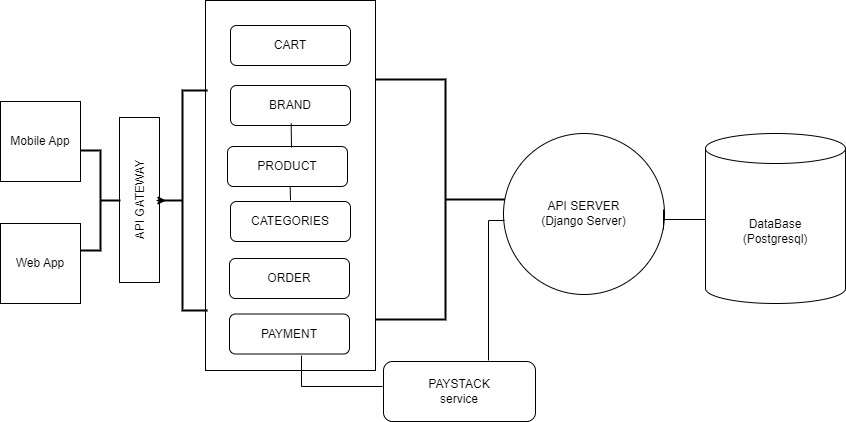 Mobile App
Web App
API GATEWAY
CART
BRAND
PRODUCT
CATEGORIES
ORDER
PAYMENT
PAYSTACK
service
API SERVER
(Django Server)
DataBase
(Postgresql)